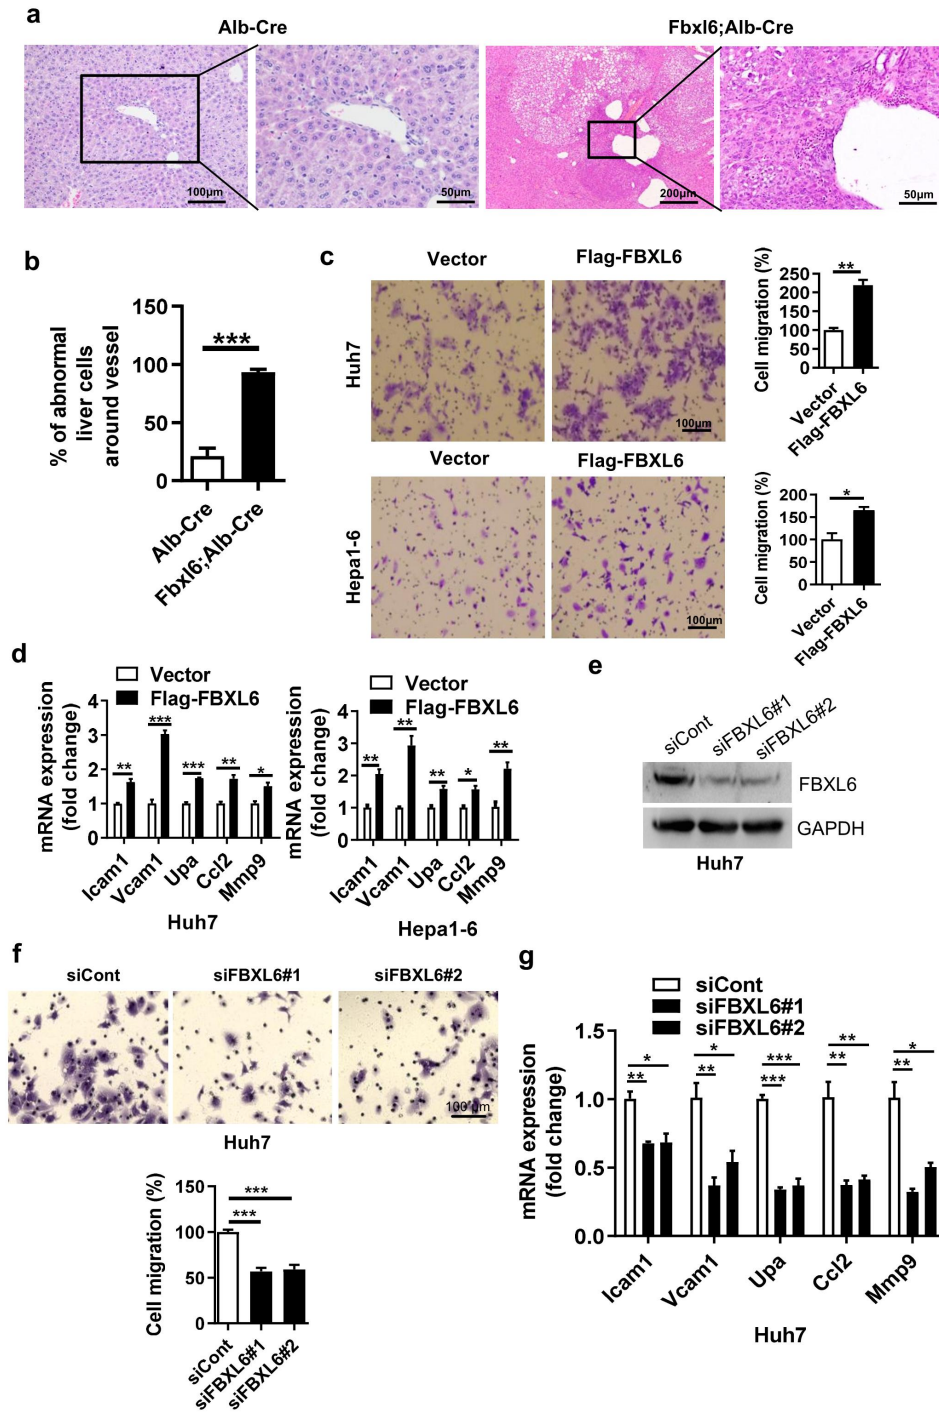 a
Alb-Cre
Fbxl6;Alb-Cre
100μm
50μm
200μm
50μm
b
% of abnormal
liver cells
around vessel
150
100
50
0
***
Alb-Cre
Fbxl6;Alb-Cre
c
Vector
Flag-FBXL6
Huh7
100μm
Cell migration (%)
250
200
150
100
50
0
**
Vector
Flag-FBXL6
Vector
Flag-FBXL6
Hepa1-6
100μm
Cell migration (%)
200
150
100
50
0
*
Vector
Flag-FBXL6
d
Vector
Flag-FBXL6
mRNA expression
(fold change)
4
3
2
1
0
**
***
***
**
*
Icam1
Vcam1
Upa
Ccl2
Mmp9
Huh7
Vector
Flag-FBXL6
mRNA expression
(fold change)
4
3
2
1
0
**
**
**
*
**
Icam1
Vcam1
Upa
Ccl2
Mmp9
Hepa1-6
e
siCont
siFBXL6#1
siFBXL6#2
FBXL6
GAPDH
Huh7
f
siCont
siFBXL6#1
siFBXL6#2
100 μm
Huh7
Cell migration (%)
150
100
50
0
***
***
siCont
siFBXL6#1
siFBXL6#2
g
siCont
siFBXL6#1
siFBXL6#2
mRNA expression
(fold change)
1.5
1.0
0.5
0.0
*
**
*
**
***
***
**
**
*
**
Icam1
Vcam1
Upa
Ccl2
Mmp9
Huh7